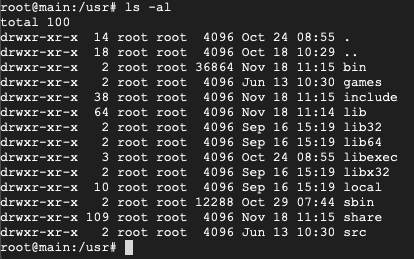 root@main:/usr# ls -al
total 100
drwxr-xr-x  14 root root  4096 Oct 24 08:55 .
drwxr-xr-x  18 root root  4096 Oct 18 10:29 ..
drwxr-xr-x   2 root root 36864 Nov 18 11:15 bin
drwxr-xr-x   2 root root  4096 Jun 13 10:30 games
drwxr-xr-x  38 root root  4096 Nov 18 11:15 include
drwxr-xr-x  64 root root  4096 Nov 18 11:14 lib
drwxr-xr-x   2 root root  4096 Sep 16 15:19 lib32
drwxr-xr-x   2 root root  4096 Sep 16 15:19 lib64
drwxr-xr-x   3 root root  4096 Oct 24 08:55 libexec
drwxr-xr-x   2 root root  4096 Sep 16 15:19 libx32
drwxr-xr-x  10 root root  4096 Sep 16 15:19 local
drwxr-xr-x   2 root root 12288 Oct 29 07:44 sbin
drwxr-xr-x 109 root root  4096 Nov 18 11:15 share
drwxr-xr-x   2 root root  4096 Jun 13 10:30 src
root@main:/usr#